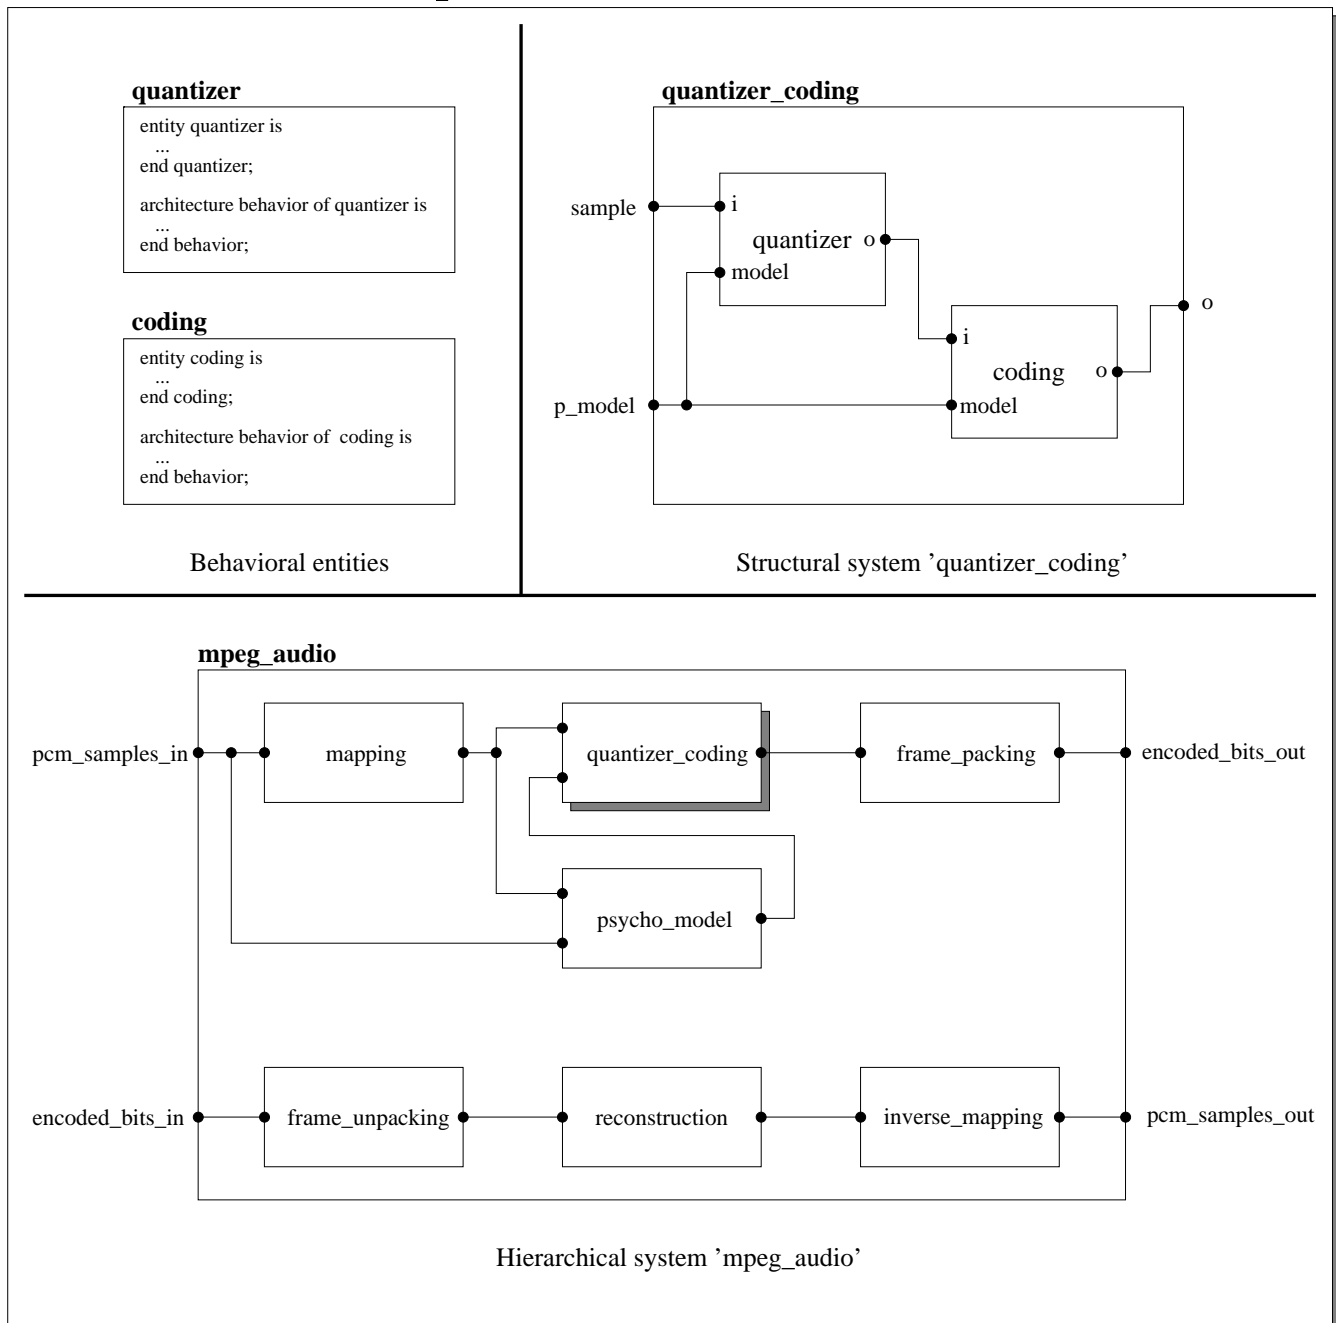 quantizer
entity quantizer is
...
end quantizer;
architecture behavior of quantizer is
...
end behavior;
coding
entity coding is
...
end coding;
architecture behavior of  coding is
...
end behavior;
Behavioral entities
quantizer_coding
sample
i
quantizer
o
model
i
coding
o
o
p_model
model
Structural system ’quantizer_coding’
mpeg_audio
pcm_samples_in
mapping
quantizer_coding
frame_packing
encoded_bits_out
psycho_model
encoded_bits_in
frame_unpacking
reconstruction
inverse_mapping
pcm_samples_out
Hierarchical system ’mpeg_audio’